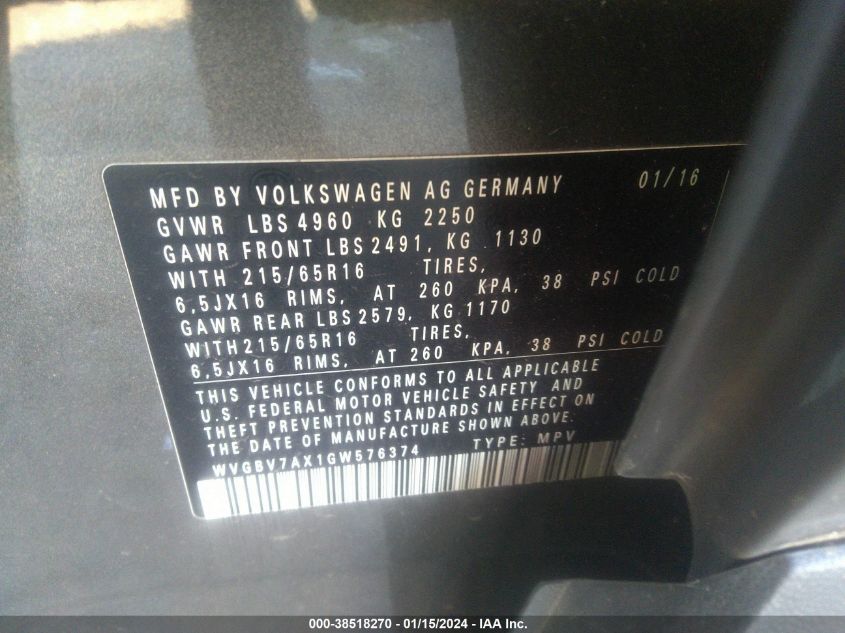 MFD BY VOLKSWAGEN AG GERMANY 01/16
GVWR LBS 4960 KG 2250
GAWR FRONT LBS 2491, KG 1130
WITH 215/65R16 TIRES,
6,5JX16 RIMS, AT 260 KPA, 38 PSI COLD
GAWR REAR LBS 2579, KG 1170
WITH 215/65R16 TIRES,
6,5JX16 RIMS, AT 260 KPA, 38 PSI COLD
THIS VEHICLE CONFORMS TO ALL APPLICABLE
U.S. FEDERAL MOTOR VEHICLE SAFETY AND
THEFT PREVENTION STANDARDS IN EFFECT ON
THE DATE OF MANUFACTURE SHOWN ABOVE.
WVGBV7AX1GW576374 TYPE: MPV
000-38518270 - 01/15/2024 - IAA Inc.